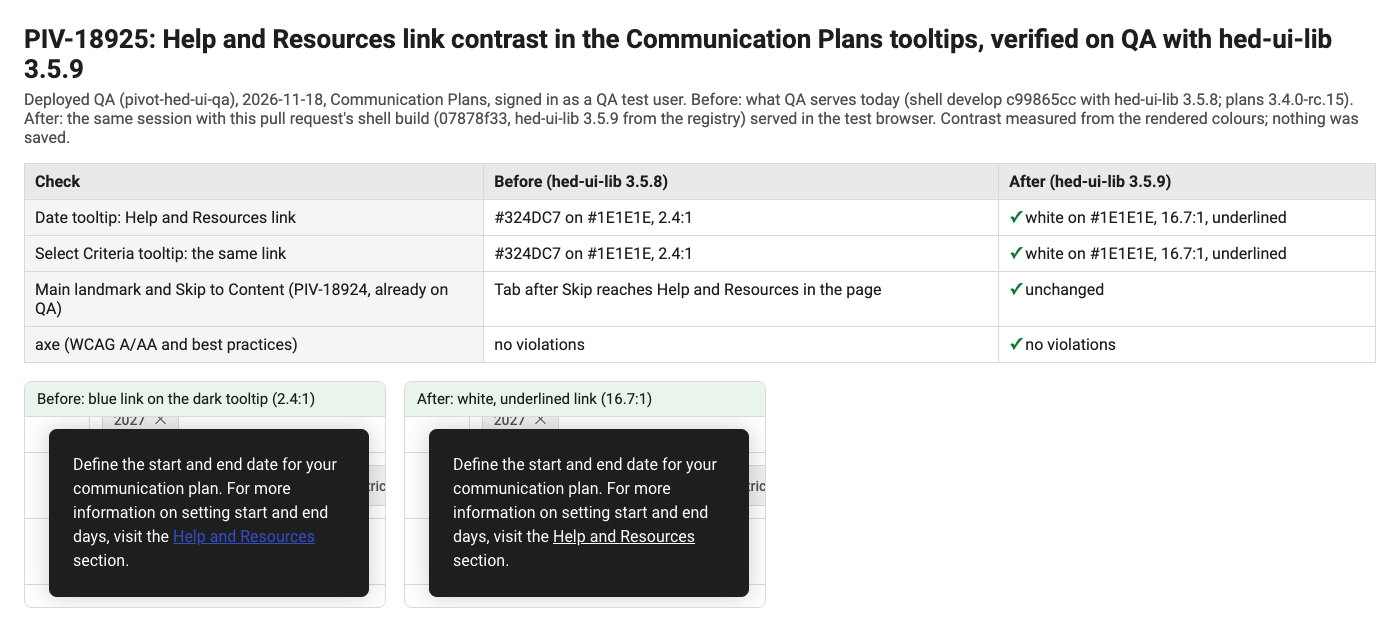 PIV-18925: Help and Resources link contrast in the Communication Plans tooltips, verified on QA with hed-ui-lib
3.5.9
Deployed QA (pivot-hed-ui-qa), 2026-11-18, Communication Plans, signed in as a QA test user. Before: what QA serves today (shell develop c99865cc with hed-ui-lib 3.5.8; plans 3.4.0-rc.15).
After: the same session with this pull request's shell build (07878f33, hed-ui-lib 3.5.9 from the registry) served in the test browser. Contrast measured from the rendered colours; nothing was
saved.
Check Before (hed-ui-lib 3.5.8) After (hed-ui-lib 3.5.9)
Date tooltip: Help and Resources link #324DC7 on #1E1E1E, 2.4:1 ✓ white on #1E1E1E, 16.7:1, underlined
Select Criteria tooltip: the same link #324DC7 on #1E1E1E, 2.4:1 ✓ white on #1E1E1E, 16.7:1, underlined
Main landmark and Skip to Content (PIV-18924, already on Tab after Skip reaches Help and Resources in the page ✓ unchanged
QA)
axe (WCAG A/AA and best practices) no violations ✓ no violations
Before: blue link on the dark tooltip (2.4:1)
2027 ×
Define the start and end date for your
communication plan. For more
information on setting start and end
days, visit the Help and Resources
section.
tric
After: white, underlined link (16.7:1)
2027 ×
Define the start and end date for your
communication plan. For more
information on setting start and end
days, visit the Help and Resources
section.
tric